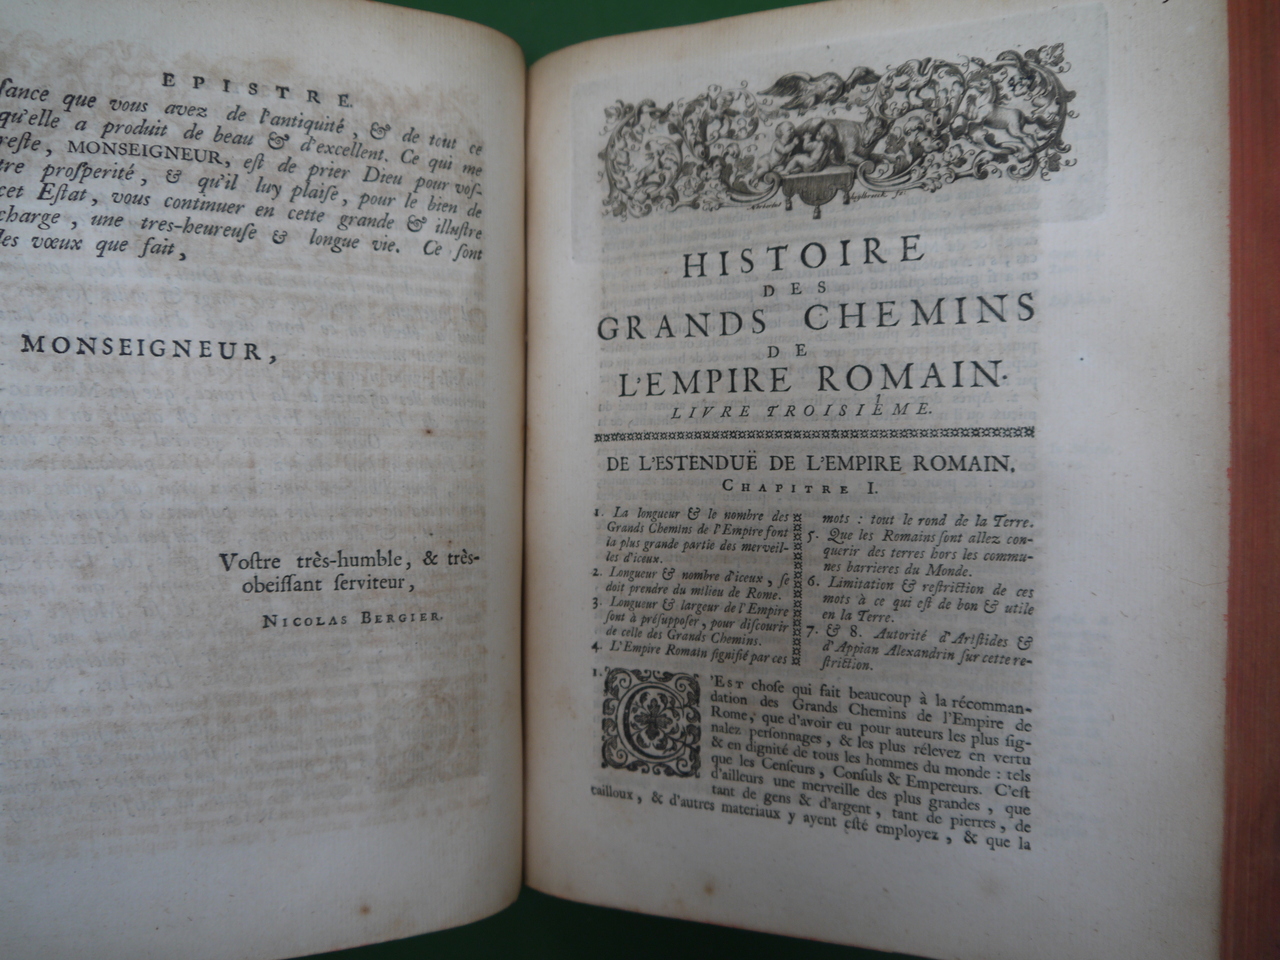 EPISTRE.
sance que vous avez de l'antiquité, & de tout ce
qu'elle a produit de beau & d'excellent. Ce qui me
reste, MONSEIGNEUR, est de prier Dieu pour vos-
tre prosperité, & qu'il luy plaise, pour le bien de
cet Estat, vous continuer en cette grande & illustre
charge, une tres-heureuse & longue vie. Ce sont
les vœux que fait,
MONSEIGNEUR,
Vostre très-humble, & très-
obeissant serviteur,
NICOLAS BERGIER.
HISTOIRE
DES
GRANDS CHEMINS
DE
L'EMPIRE ROMAIN.
LIVRE TROISIÈME.
DE L'ESTENDUË DE L'EMPIRE ROMAIN.
CHAPITRE I.
1. La longueur & le nombre des
Grands Chemins de l'Empire font
la plus grande partie des merveil-
les d'iceux.
2. Longueur & nombre d'iceux, se
doit prendre du milieu de Rome.
3. Longueur & largeur de l'Empire
sont à présupposer, pour discourir
de celle des Grands Chemins.
4. L'Empire Romain signifié par ces
mots : tout le rond de la Terre.
5. Que les Romains sont allez con-
querir des terres hors les commu-
nes barrieres du Monde.
6. Limitation & restriction de ces
mots à ce qui est de bon & utile
en la Terre.
7. & 8. Autorité d'Aristides &
d'Appian Alexandrin sur cette re-
striction.
1. C'EST chose qui fait beaucoup à la récomman-
dation des Grands Chemins de l'Empire de
Rome, que d'avoir eu pour auteurs les plus sig-
nalez personnages, & les plus rélevez en vertu
& en dignité de tous les hommes du monde : tels
que les Censeurs, Consuls & Empereurs. C'est
d'ailleurs une merveille des plus grandes, que
tant de gens & d'argent, tant de pierres, de
cailloux, & d'autres materiaux y ayent esté employez, & que la